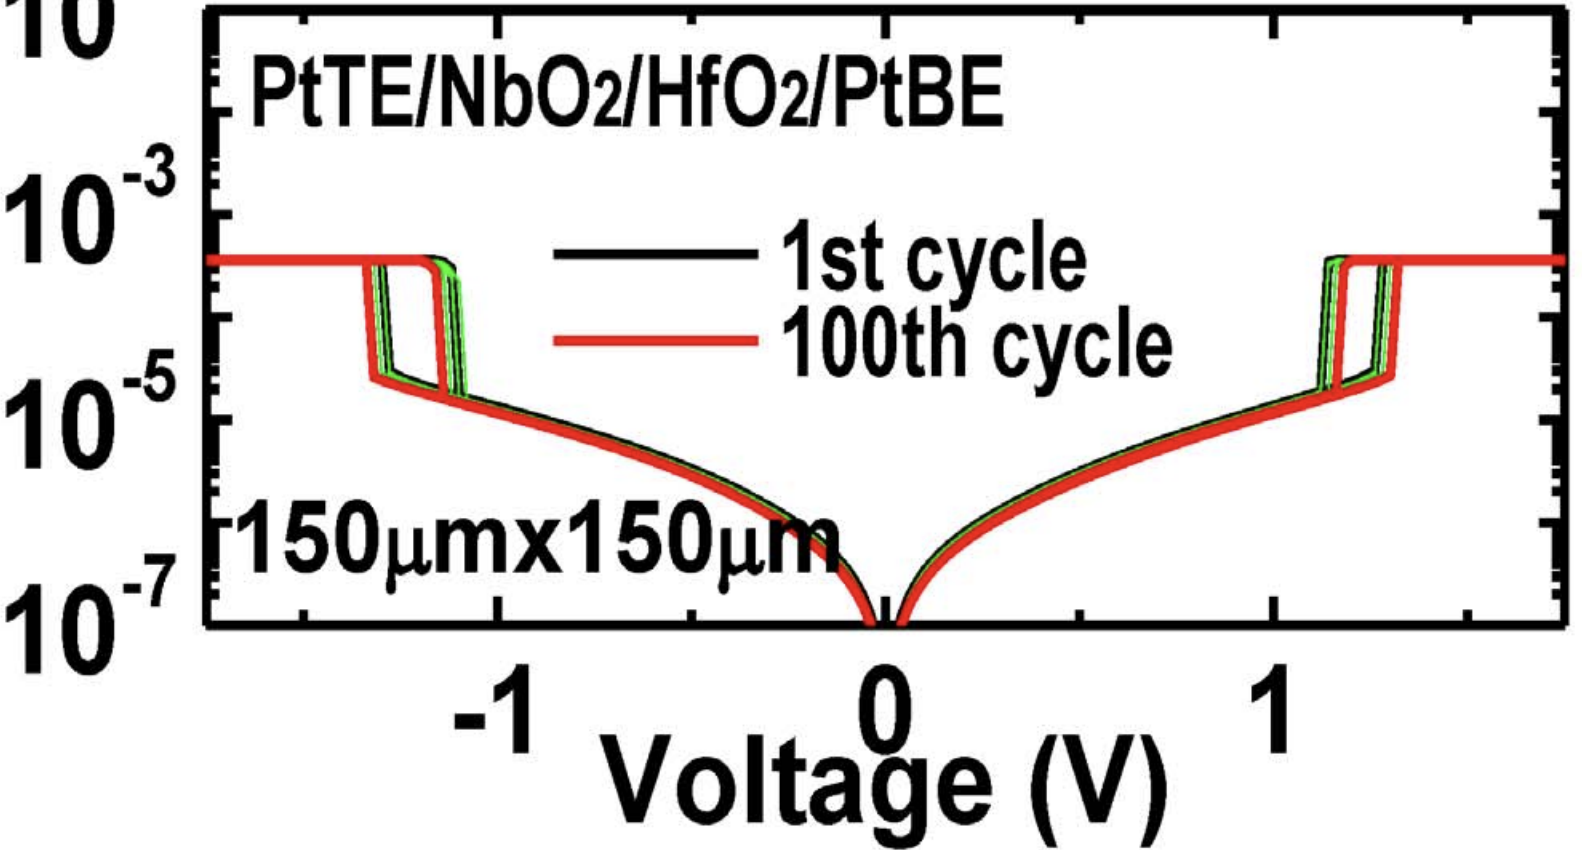 10
PtTE/NbO2/HfO2/PtBE
10-3
1st cycle
100th cycle
10-5
150μmx150μm
10-7
-1 0 1
Voltage (V)